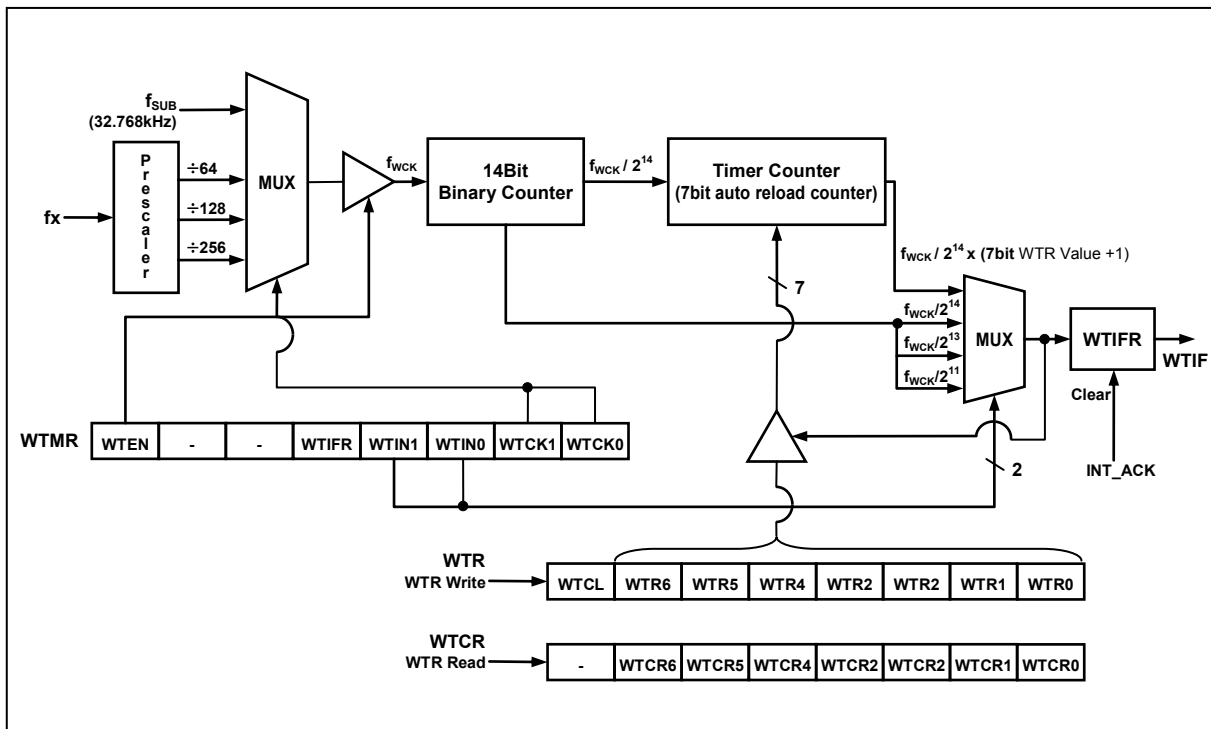 fSUB
(32.768kHz)
Prescaler
fx
÷64
÷128
÷256
MUX
fWCK
14Bit
Binary Counter
fWCK / 2^14
Timer Counter
(7bit auto reload counter)
fWCK / 2^14 x (7bit WTR Value +1)
7
fWCK/2^14
fWCK/2^13
fWCK/2^11
MUX
WTIFR
WTIF
Clear
INT_ACK
2
WTMR
WTEN - - WTIFR WTIN1 WTIN0 WTCK1 WTCK0
WTR
WTR Write
WTCL WTR6 WTR5 WTR4 WTR2 WTR2 WTR1 WTR0
WTCR
WTR Read
- WTCR6 WTCR5 WTCR4 WTCR2 WTCR2 WTCR1 WTCR0